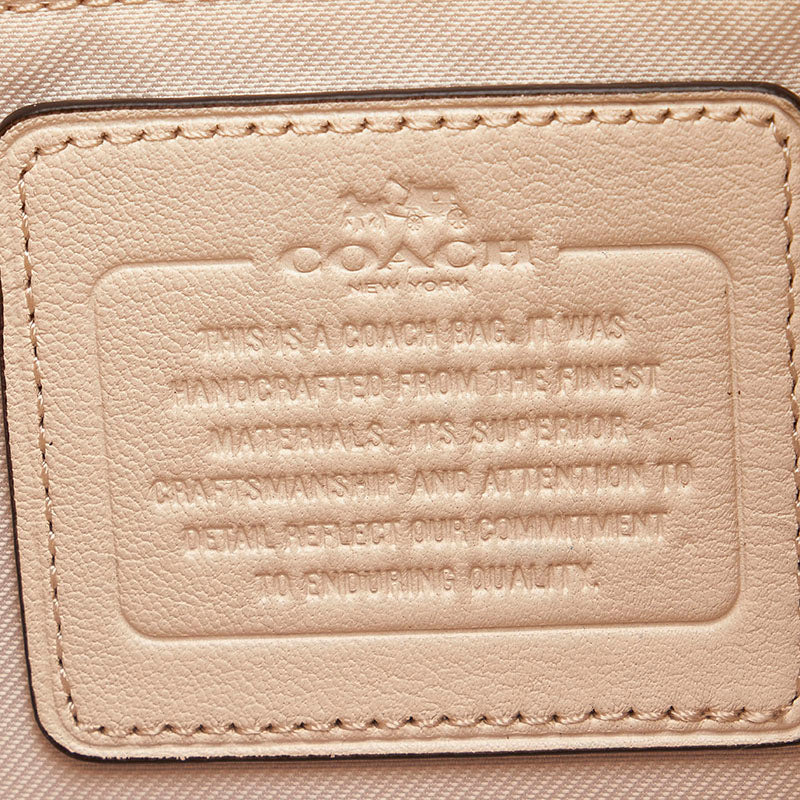 COACH
NEW YORK
THIS IS A COACH BAG. IT WAS
HANDCRAFTED FROM THE FINEST
MATERIALS. ITS SUPERIOR
CRAFTSMANSHIP AND ATTENTION TO
DETAIL REFLECT OUR COMMITMENT
TO ENDURING QUALITY.